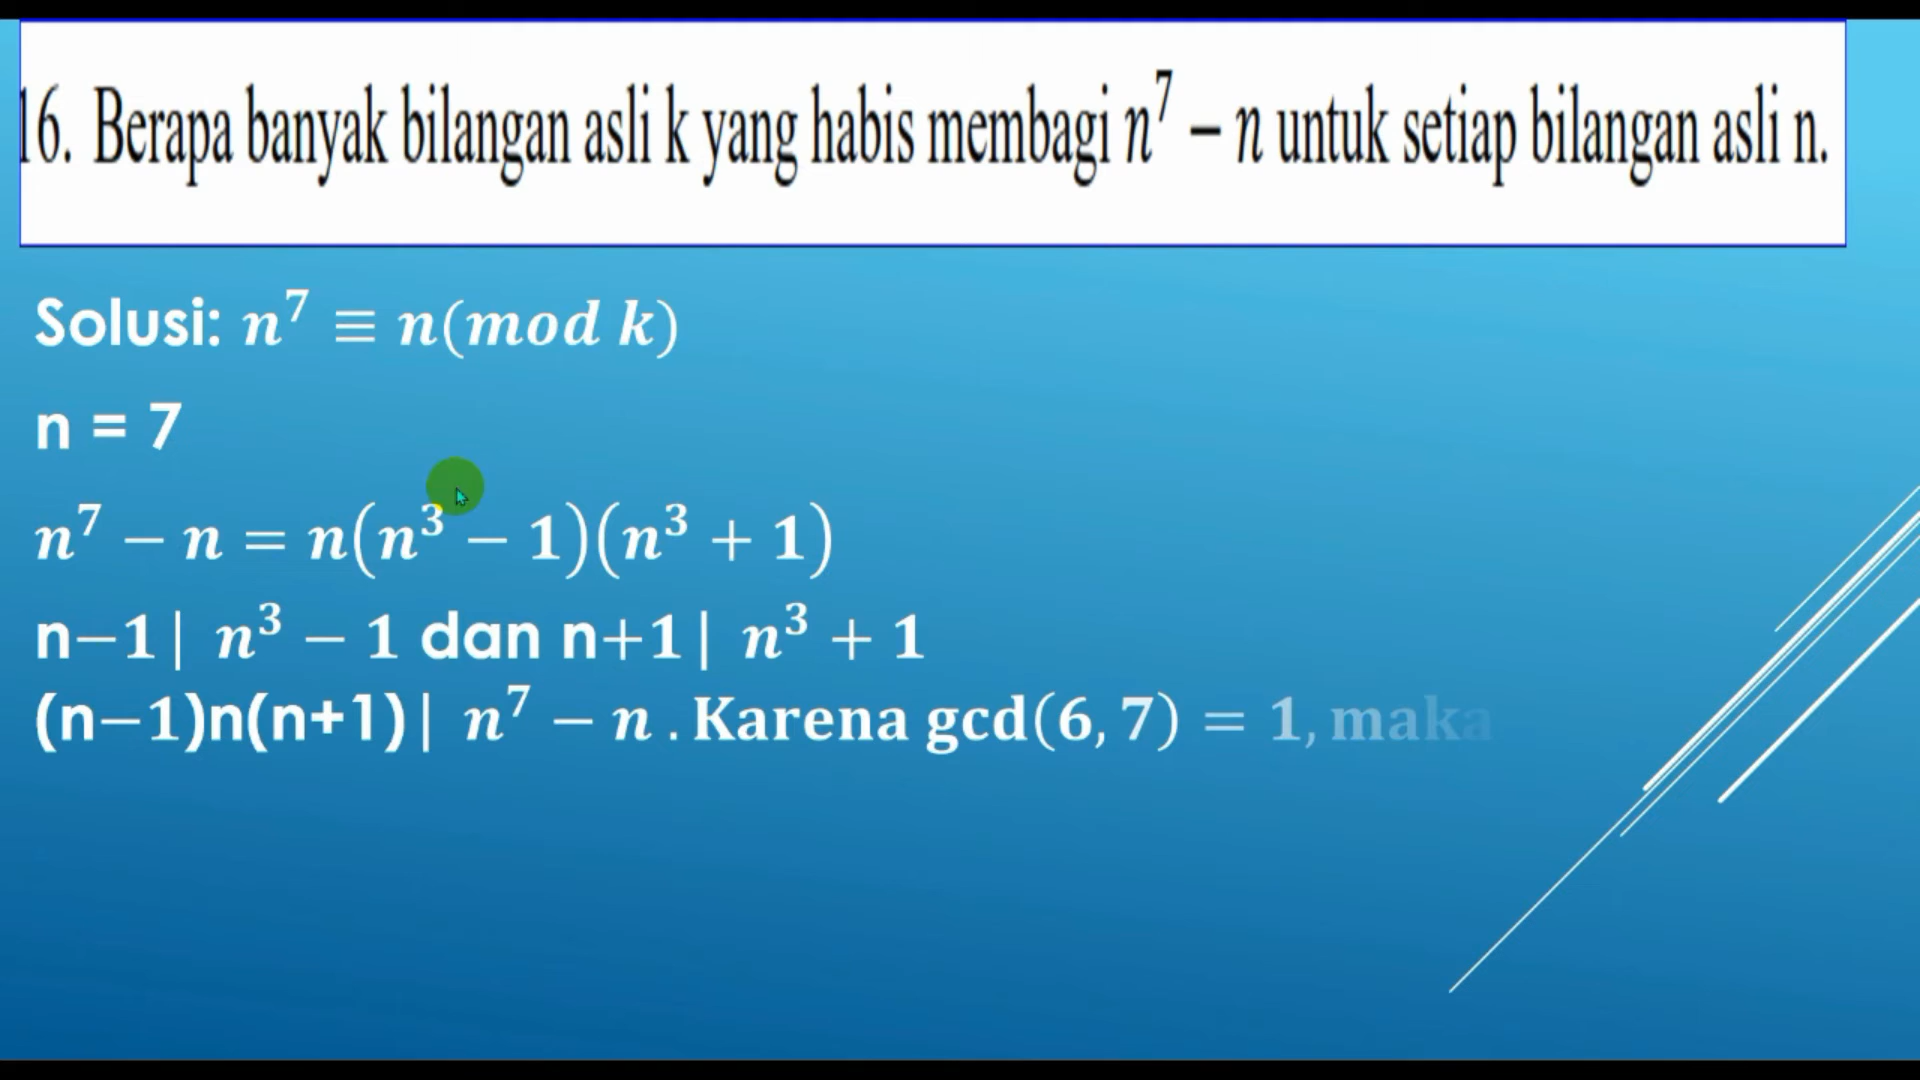 16. Berapa banyak bilangan asli k yang habis membagi n⁷ − n untuk setiap bilangan asli n.
Solusi: n⁷ ≡ n(mod k)
n = 7
n⁷ − n = n(n³ − 1)(n³ + 1)
n−1| n³ − 1 dan n+1| n³ + 1
(n−1)n(n+1)| n⁷ − n . Karena gcd(6, 7) = 1, maka